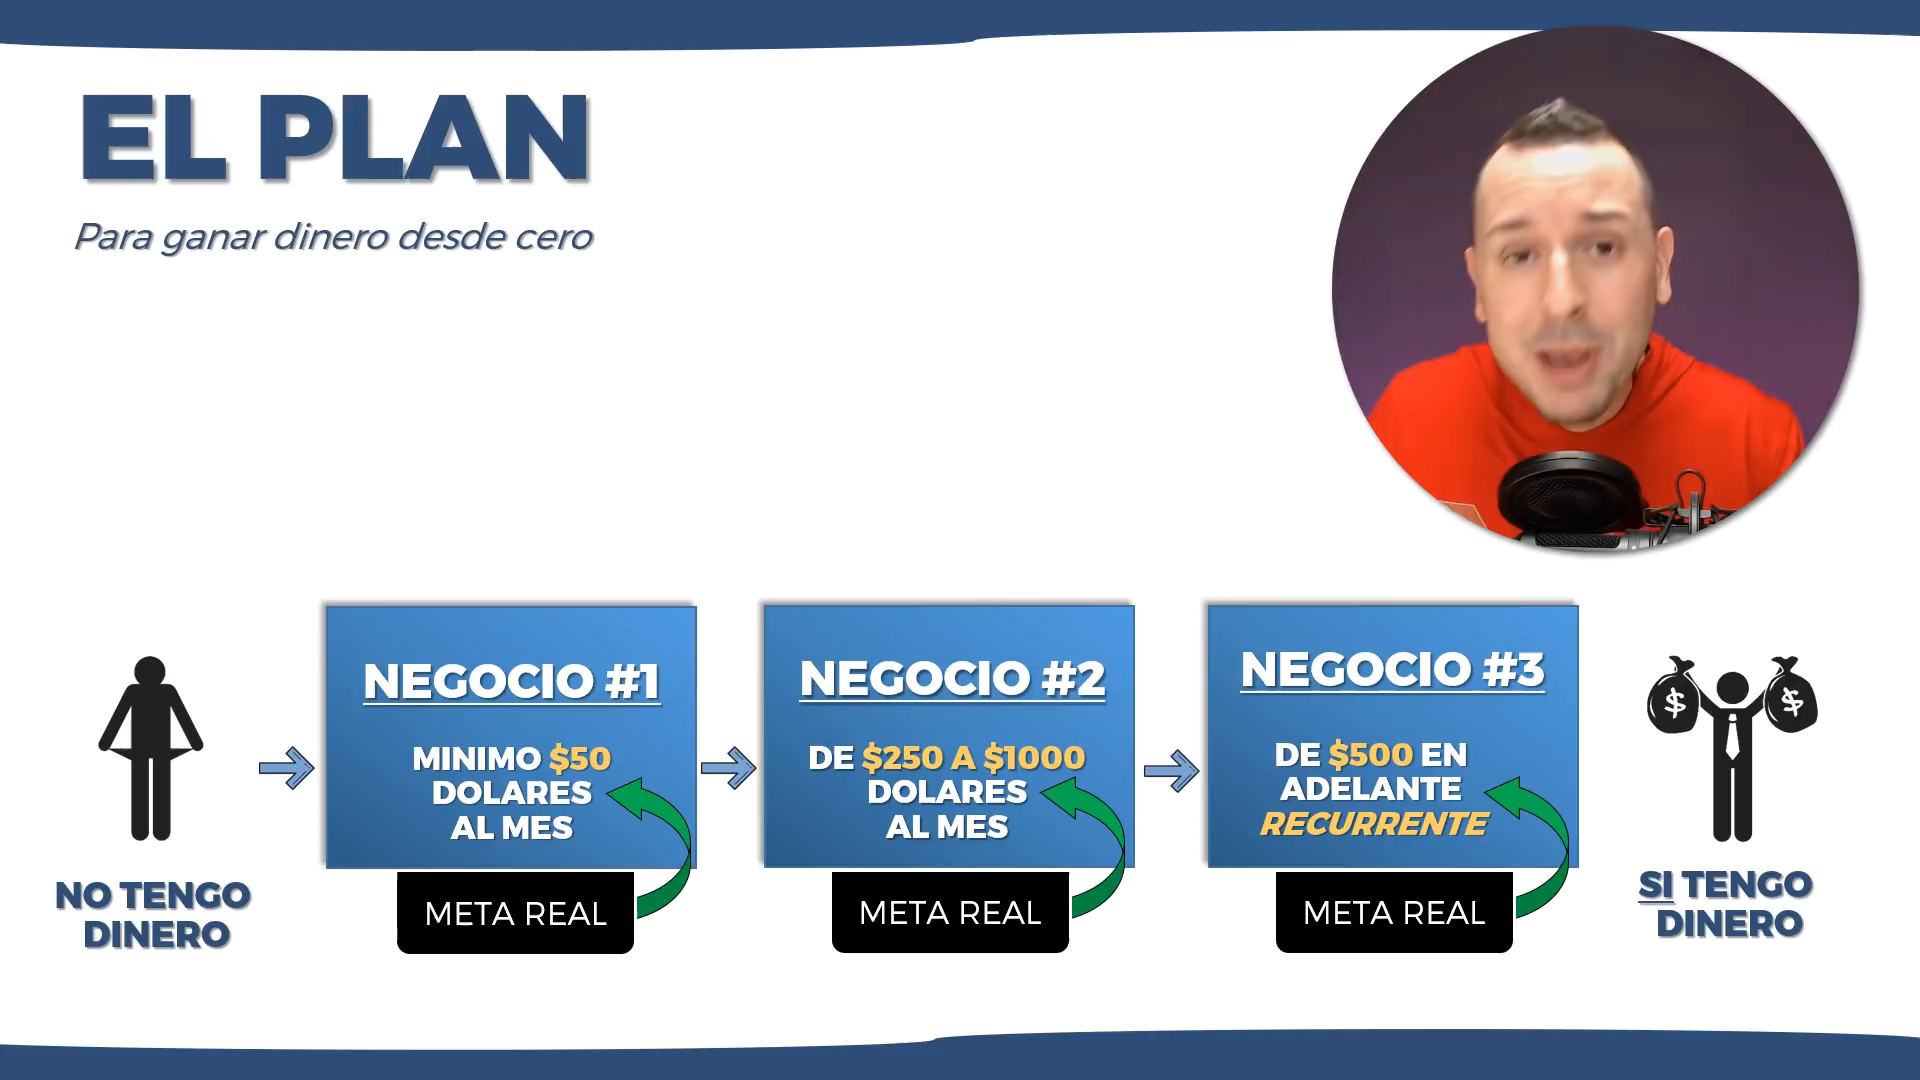 EL PLAN
Para ganar dinero desde cero
NO TENGO
DINERO
NEGOCIO #1
MINIMO $50
DOLARES
AL MES
META REAL
NEGOCIO #2
DE $250 A $1000
DOLARES
AL MES
META REAL
NEGOCIO #3
DE $500 EN
ADELANTE
RECURRENTE
META REAL
$ $
SI TENGO
DINERO